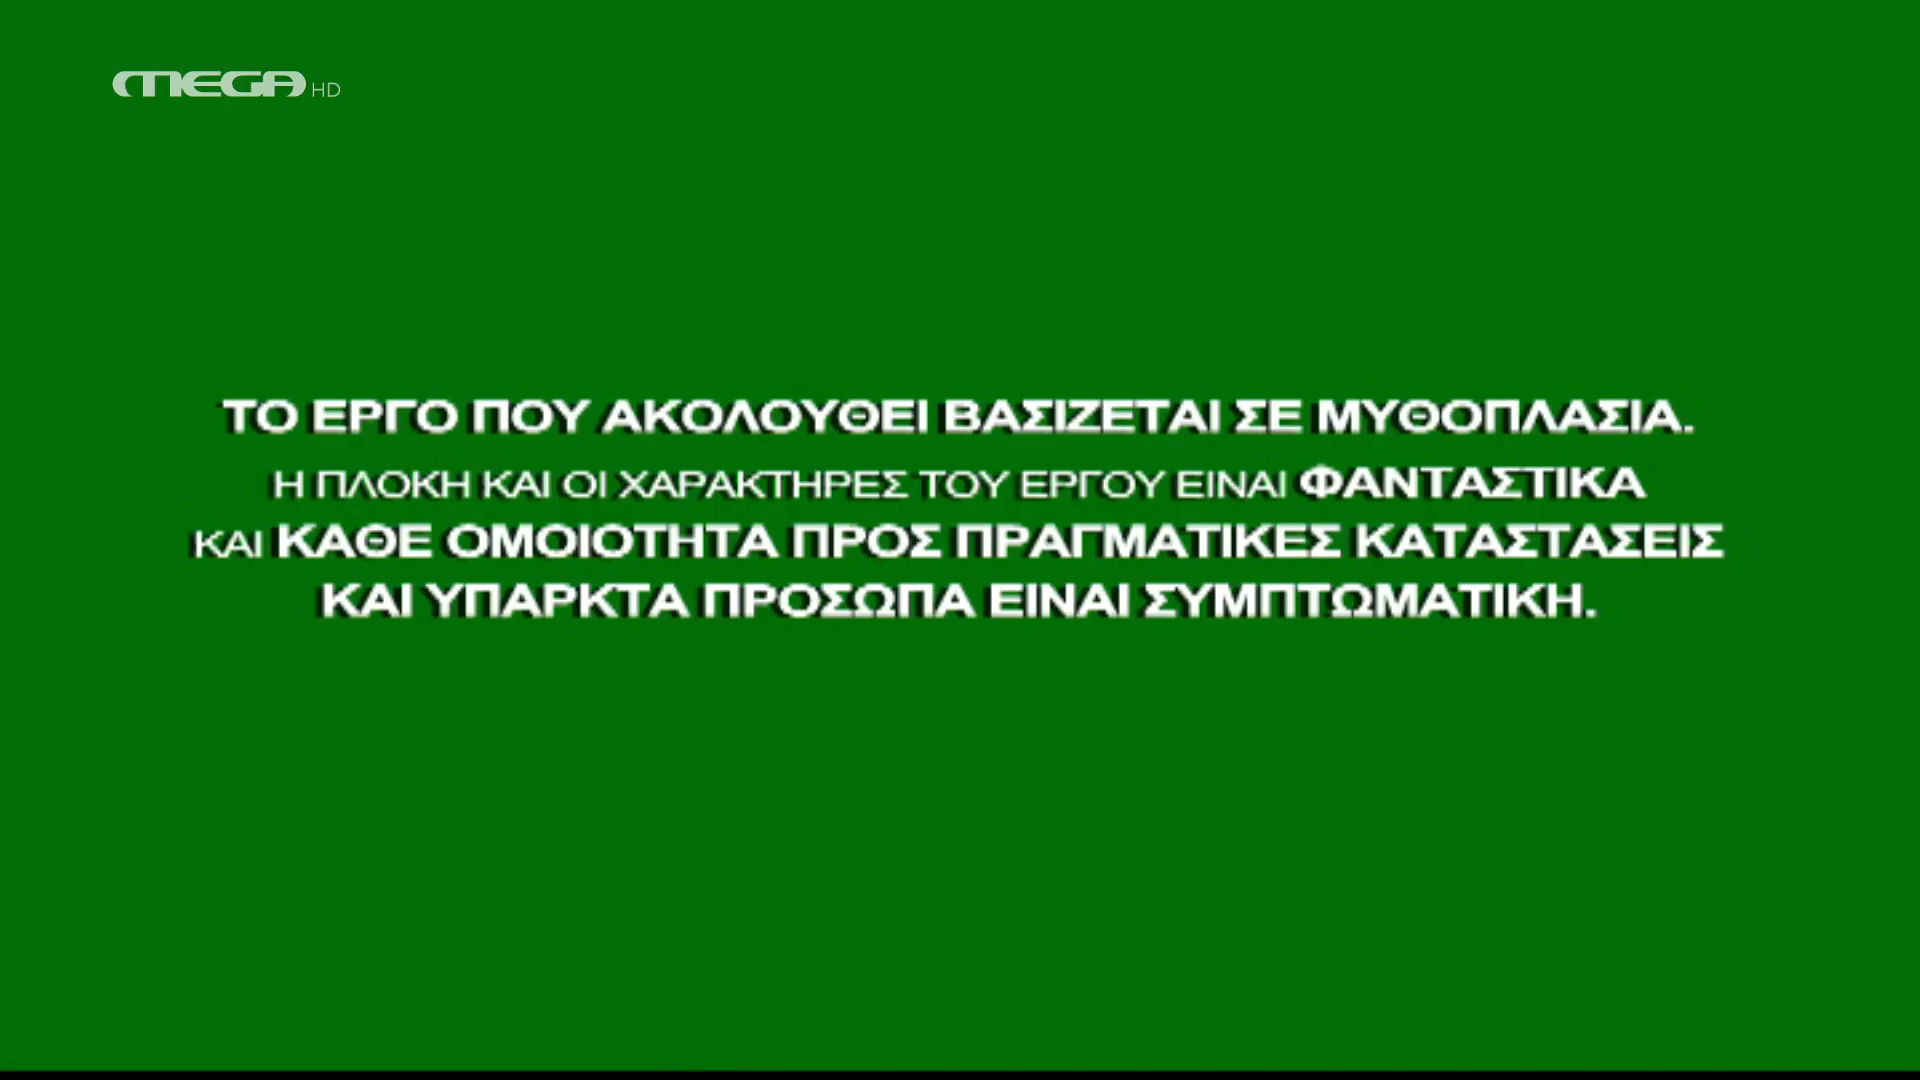 MEGA HD
ΤΟ ΕΡΓΟ ΠΟΥ ΑΚΟΛΟΥΘΕΙ ΒΑΣΙΖΕΤΑΙ ΣΕ ΜΥΘΟΠΛΑΣΙΑ.
Η ΠΛΟΚΗ ΚΑΙ ΟΙ ΧΑΡΑΚΤΗΡΕΣ ΤΟΥ ΕΡΓΟΥ ΕΙΝΑΙ ΦΑΝΤΑΣΤΙΚΑ
ΚΑΙ ΚΑΘΕ ΟΜΟΙΟΤΗΤΑ ΠΡΟΣ ΠΡΑΓΜΑΤΙΚΕΣ ΚΑΤΑΣΤΑΣΕΙΣ
ΚΑΙ ΥΠΑΡΚΤΑ ΠΡΟΣΩΠΑ ΕΙΝΑΙ ΣΥΜΠΤΩΜΑΤΙΚΗ.